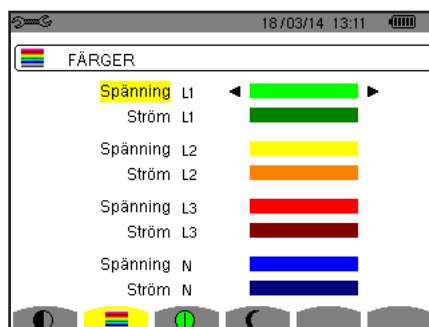 18/03/14 13:11
FÄRGER
Spänning L1
Ström L1
Spänning L2
Ström L2
Spänning L3
Ström L3
Spänning N
Ström N